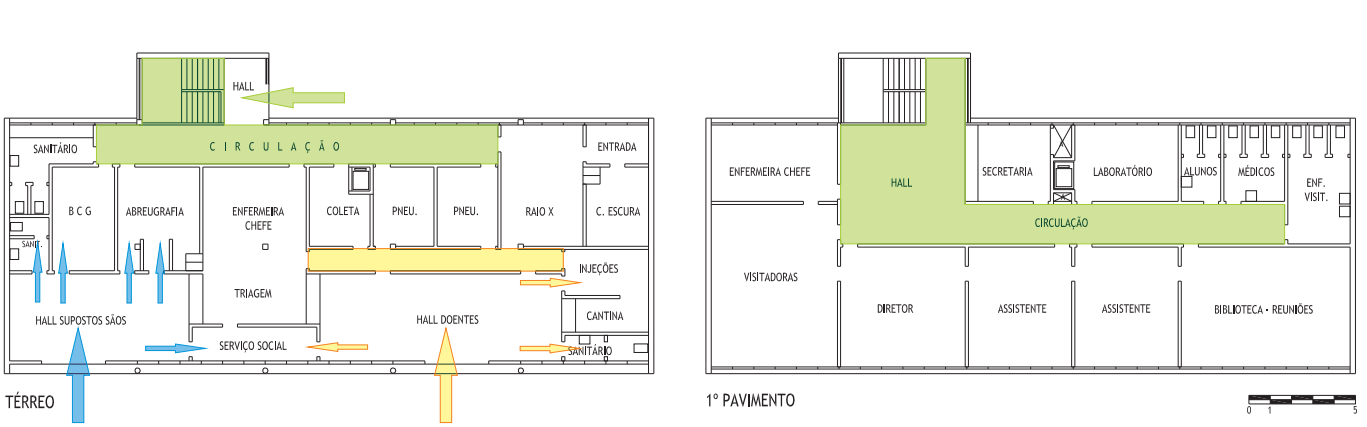 HALL
CIRCULAÇÃO
SANITÁRIO
ENTRADA
B C G
ABREUGRAFIA
ENFERMEIRA
CHEFE
COLETA
PNEU.
PNEU.
RAIO X
C. ESCURA
SANIT.
INJEÇÕES
TRIAGEM
CANTINA
HALL SUPOSTOS SÃOS
HALL DOENTES
SERVIÇO SOCIAL
SANITÁRIO
TÉRREO
ENFERMEIRA CHEFE
HALL
SECRETARIA
LABORATÓRIO
ALUNOS
MÉDICOS
ENF.
VISIT.
CIRCULAÇÃO
VISITADORAS
DIRETOR
ASSISTENTE
ASSISTENTE
BIBLIOTECA - REUNIÕES
1º PAVIMENTO
0 1 5